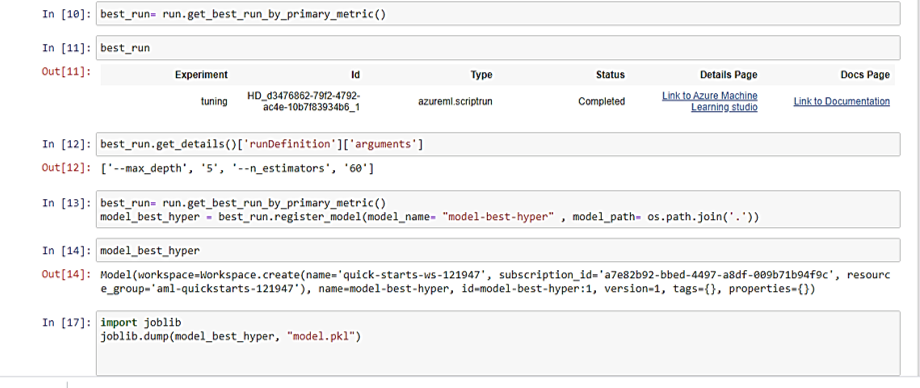 In [10]: best_run= run.get_best_run_by_primary_metric()
In [11]: best_run
Out[11]:
Experiment Id Type Status Details Page Docs Page
tuning HD_d3476862-79f2-4792-ac4e-10b7f83934b6_1 azureml.scriptrun Completed Link to Azure Machine Learning studio Link to Documentation
In [12]: best_run.get_details()['runDefinition']['arguments']
Out[12]: ['--max_depth', '5', '--n_estimators', '60']
In [13]: best_run= run.get_best_run_by_primary_metric()
model_best_hyper = best_run.register_model(model_name= "model-best-hyper" , model_path= os.path.join('.'))
In [14]: model_best_hyper
Out[14]: Model(workspace=Workspace.create(name='quick-starts-ws-121947', subscription_id='a7e82b92-bbed-4497-a8df-009b71b94f9c', resourc
e_group='aml-quickstarts-121947'), name=model-best-hyper, id=model-best-hyper:1, version=1, tags={}, properties={})
In [17]: import joblib
joblib.dump(model_best_hyper, "model.pkl")